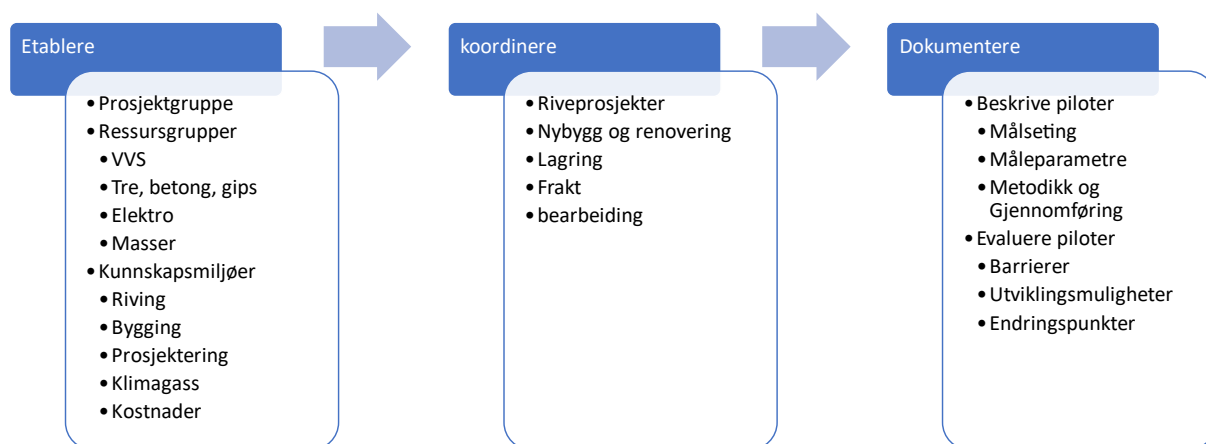 Etablere
• Prosjektgruppe
• Ressursgrupper
• VVS
• Tre, betong, gips
• Elektro
• Masser
• Kunnskapsmiljøer
• Riving
• Bygging
• Prosjektering
• Klimagass
• Kostnader
koordinere
• Riveprosjekter
• Nybygg og renovering
• Lagring
• Frakt
• bearbeiding
Dokumentere
• Beskrive piloter
• Målseting
• Måleparametre
• Metodikk og
Gjennomføring
• Evaluere piloter
• Barrierer
• Utviklingsmuligheter
• Endringspunkter